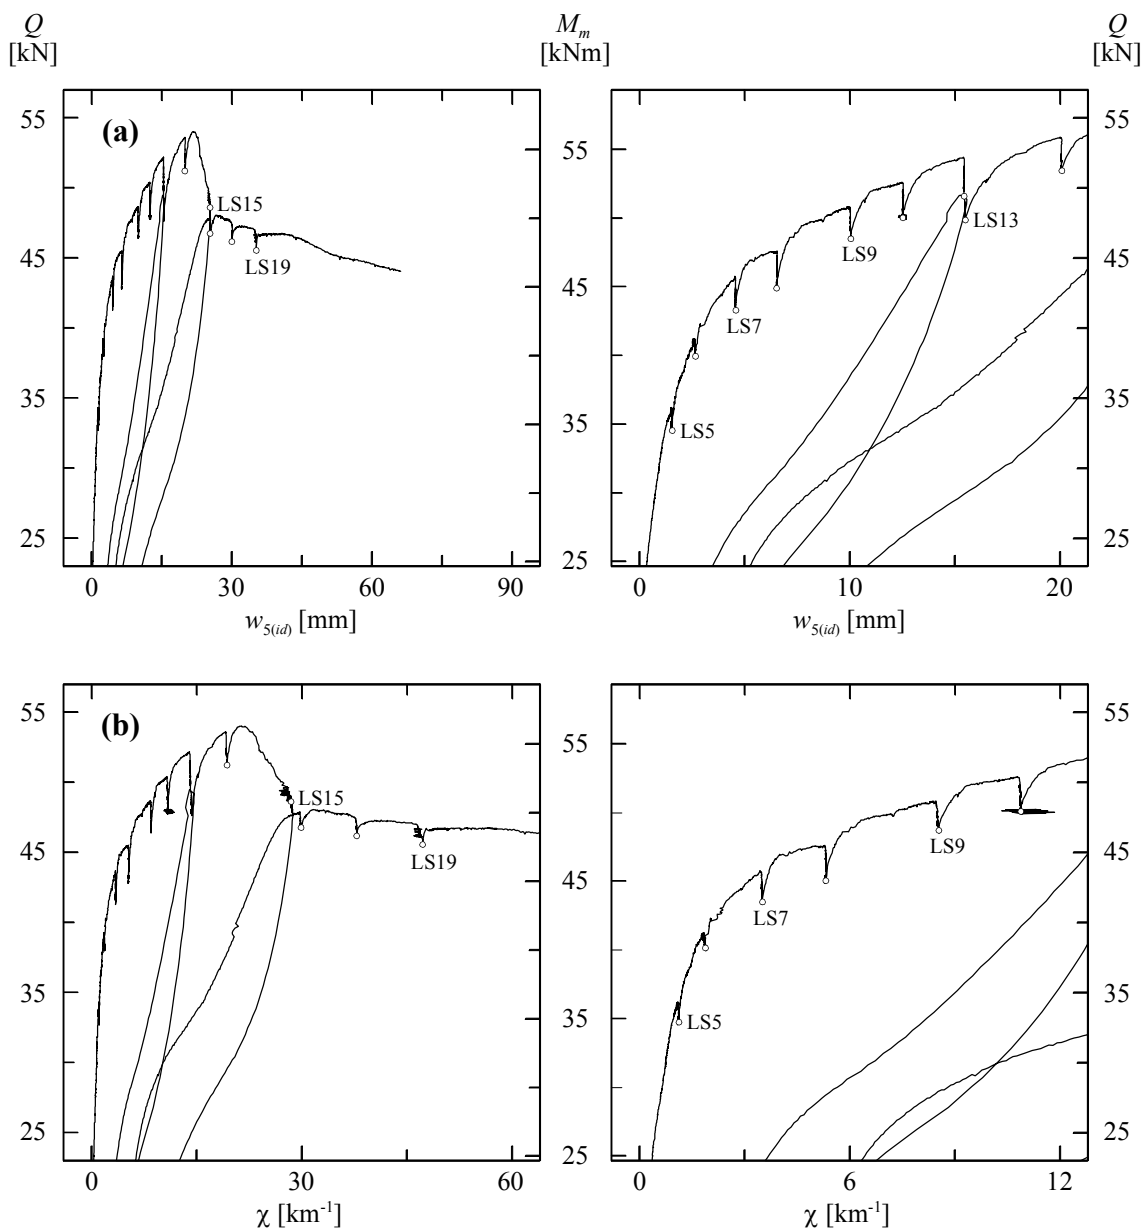 Q
[kN]
M_m
[kNm]
Q
[kN]
(a)
55
45
35
25
LS15
LS19
0 30 60 90
w_5(id) [mm]
55
45
35
25
LS5
LS7
LS9
LS13
55
45
35
25
0 10 20
w_5(id) [mm]
(b)
55
45
35
25
LS15
LS19
0 30 60
χ [km⁻¹]
55
45
35
25
LS5
LS7
LS9
55
45
35
25
0 6 12
χ [km⁻¹]